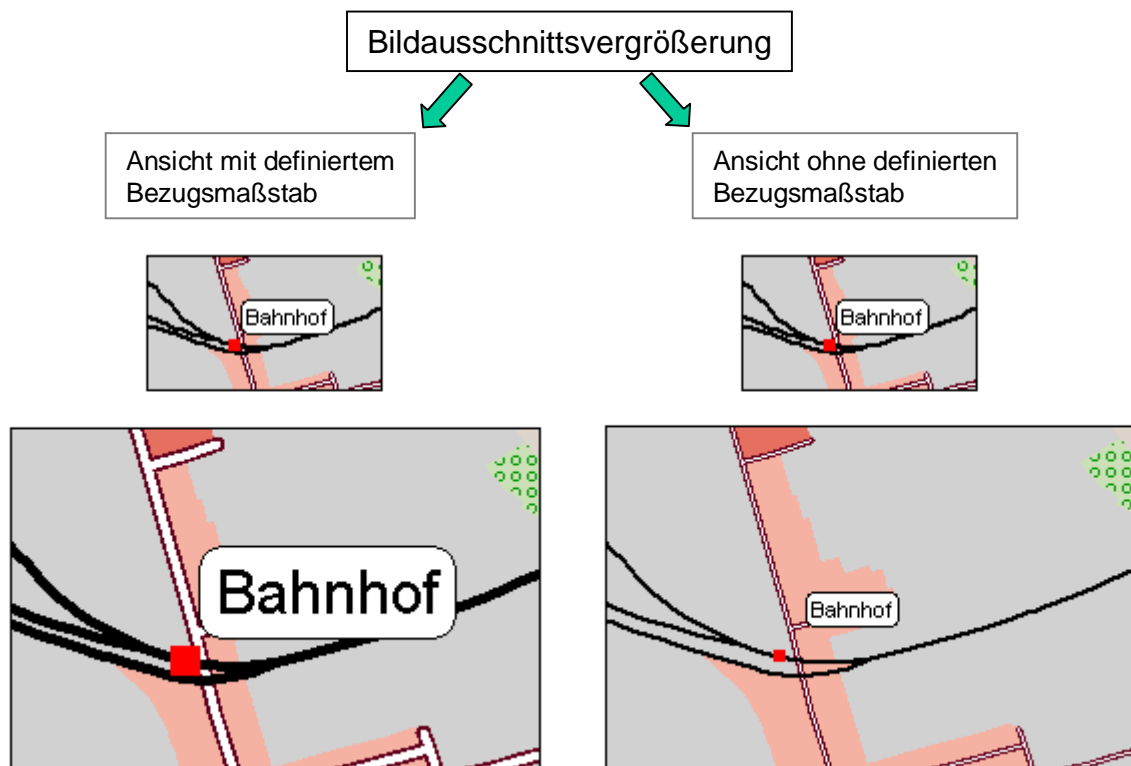 Bildausschnittsvergrößerung
Ansicht mit definiertem
Bezugsmaßstab
Ansicht ohne definierten
Bezugsmaßstab
Bahnhof
Bahnhof
Bahnhof
Bahnhof